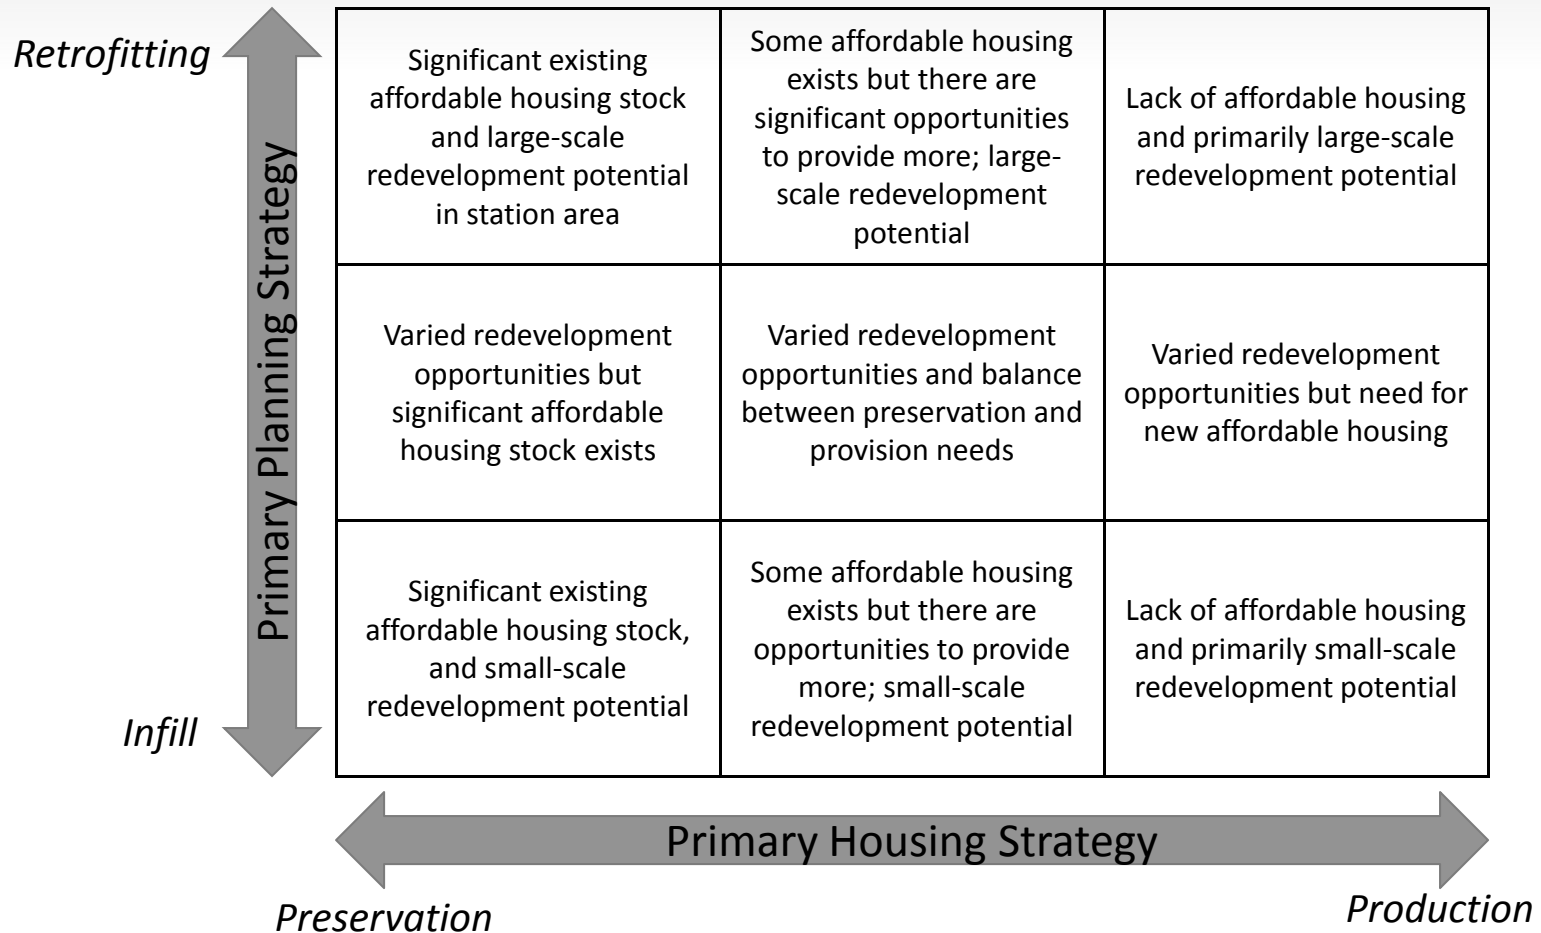 Retrofitting
Significant existing
affordable housing stock
and large-scale
redevelopment potential
in station area
Some affordable housing
exists but there are
significant opportunities
to provide more; large-
scale redevelopment
potential
Lack of affordable housing
and primarily large-scale
redevelopment potential
Primary Planning Strategy
Varied redevelopment
opportunities but
significant affordable
housing stock exists
Varied redevelopment
opportunities and balance
between preservation and
provision needs
Varied redevelopment
opportunities but need for
new affordable housing
Significant existing
affordable housing stock,
and small-scale
redevelopment potential
Some affordable housing
exists but there are
opportunities to provide
more; small-scale
redevelopment potential
Lack of affordable housing
and primarily small-scale
redevelopment potential
Infill
Primary Housing Strategy
Preservation
Production